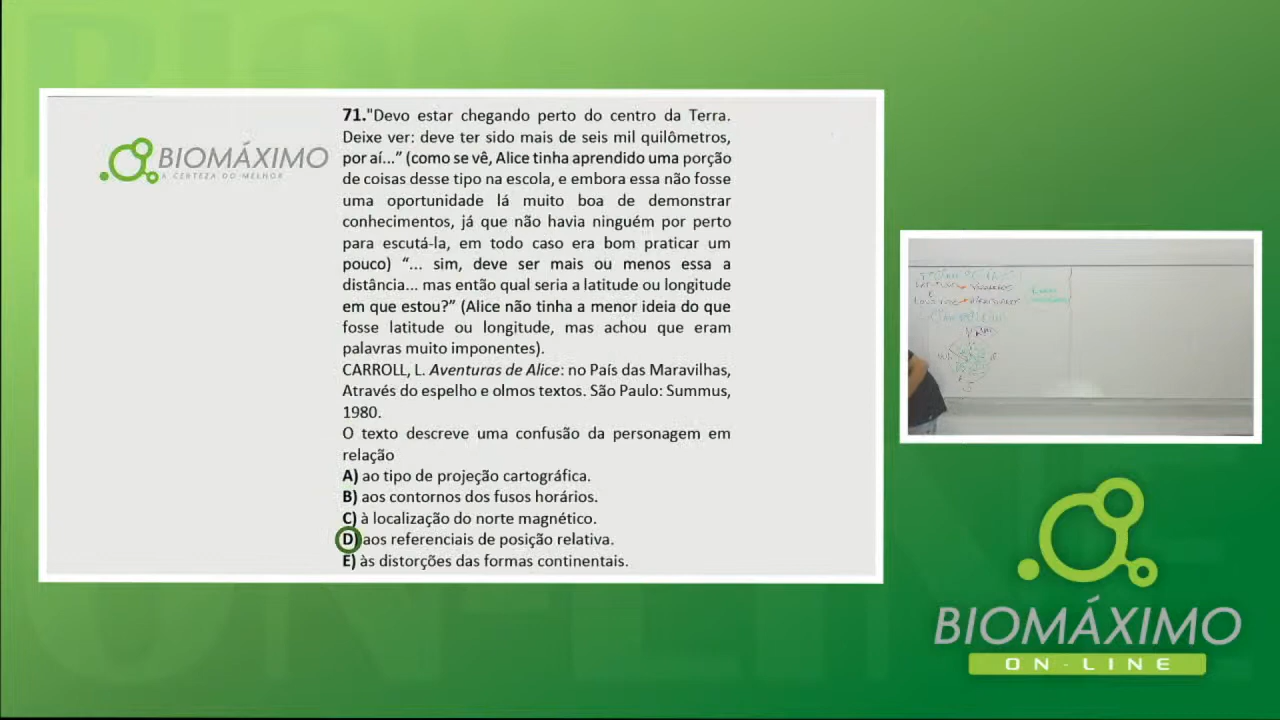 71."Devo estar chegando perto do centro da Terra.
Deixe ver: deve ter sido mais de seis mil quilômetros,
por aí...” (como se vê, Alice tinha aprendido uma porção
de coisas desse tipo na escola, e embora essa não fosse
uma oportunidade lá muito boa de demonstrar
conhecimentos, já que não havia ninguém por perto
para escutá-la, em todo caso era bom praticar um
pouco) “... sim, deve ser mais ou menos essa a
distância... mas então qual seria a latitude ou longitude
em que estou?” (Alice não tinha a menor ideia do que
fosse latitude ou longitude, mas achou que eram
palavras muito imponentes).
CARROLL, L. Aventuras de Alice: no País das Maravilhas,
Através do espelho e olmos textos. São Paulo: Summus,
1980.
O texto descreve uma confusão da personagem em
relação
A) ao tipo de projeção cartográfica.
B) aos contornos dos fusos horários.
C) à localização do norte magnético.
D) aos referenciais de posição relativa.
E) às distorções das formas continentais.
BIOMÁXIMO
A CERTEZA DO MELHOR
BIOMÁXIMO
ON-LINE